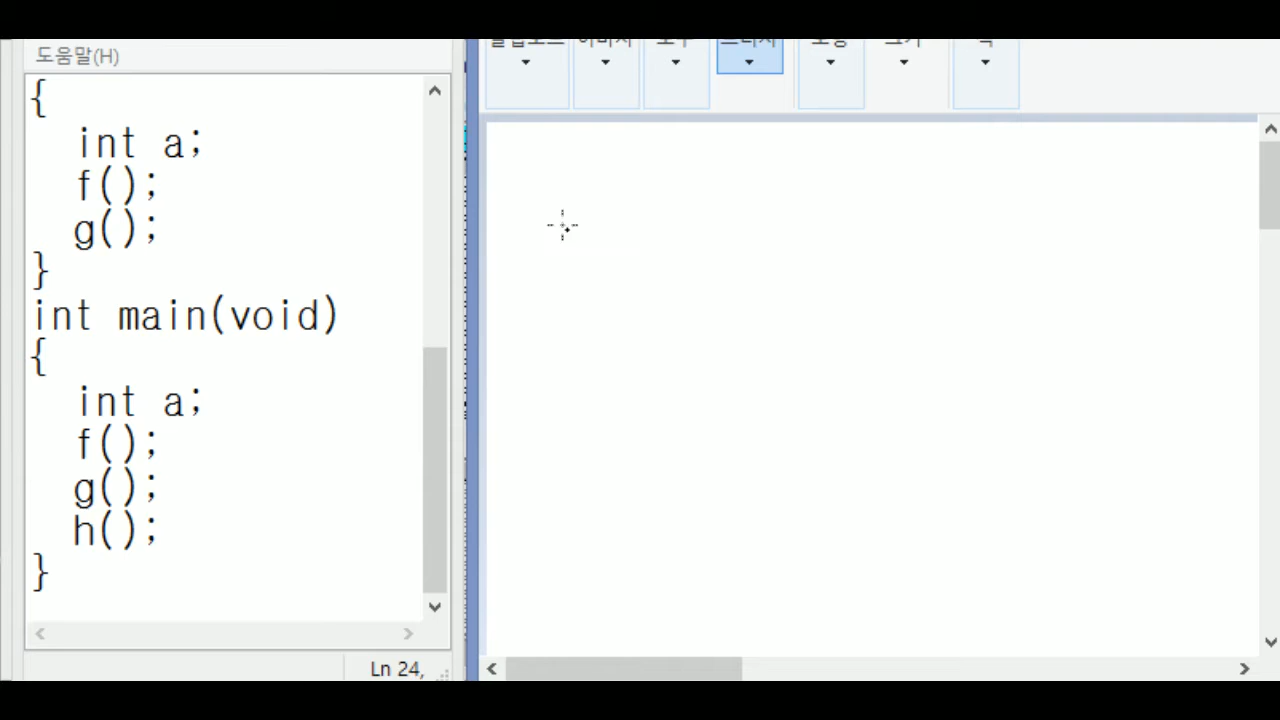 도움말(H)
{
int a;
f();
g();
}
int main(void)
{
int a;
f();
g();
h();
}
Ln 24,